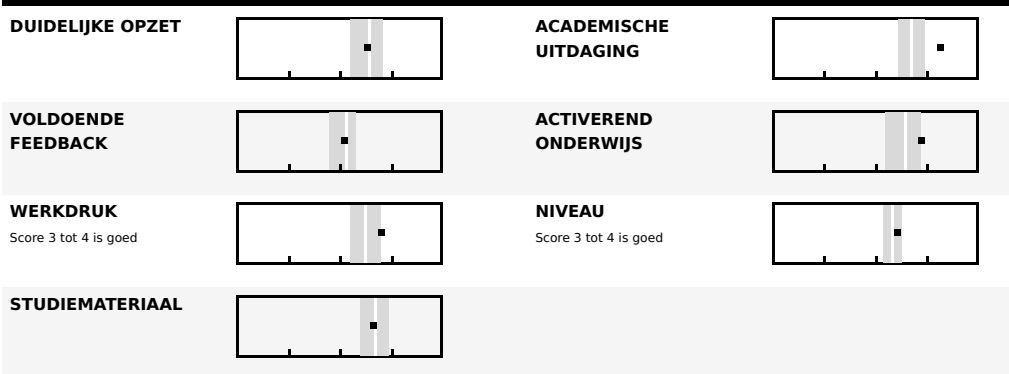 DUIDELIJKE OPZET
ACADEMISCHE
UITDAGING
VOLDOENDE
FEEDBACK
ACTIVEREND
ONDERWIJS
WERKDRUK
Score 3 tot 4 is goed
NIVEAU
Score 3 tot 4 is goed
STUDIEMATERIAAL